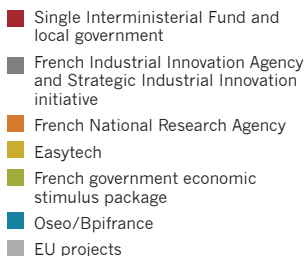 Single Interministerial Fund and
local government
French Industrial Innovation Agency
and Strategic Industrial Innovation
initiative
French National Research Agency
Easytech
French government economic
stimulus package
Oseo/Bpifrance
EU projects